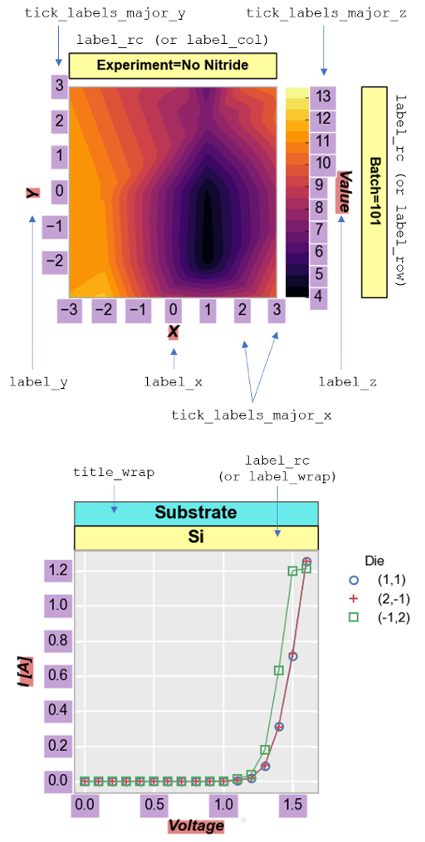 tick_labels_major_y
tick_labels_major_z
label_rc (or label_col)
Experiment=No Nitride
3
2
1
0
−1
−2
Y
−3 −2 −1 0 1 2 3
X
13
12
11
10
9
8
7
6
5
4
Value
Batch=101
label_rc (or label_row)
label_y
label_x
label_z
tick_labels_major_x
title_wrap
label_rc
(or label_wrap)
Substrate
Si
1.2
1.0
0.8
0.6
0.4
0.2
0.0
I [A]
0.0 0.5 1.0 1.5
Voltage
Die
(1,1)
(2,-1)
(-1,2)